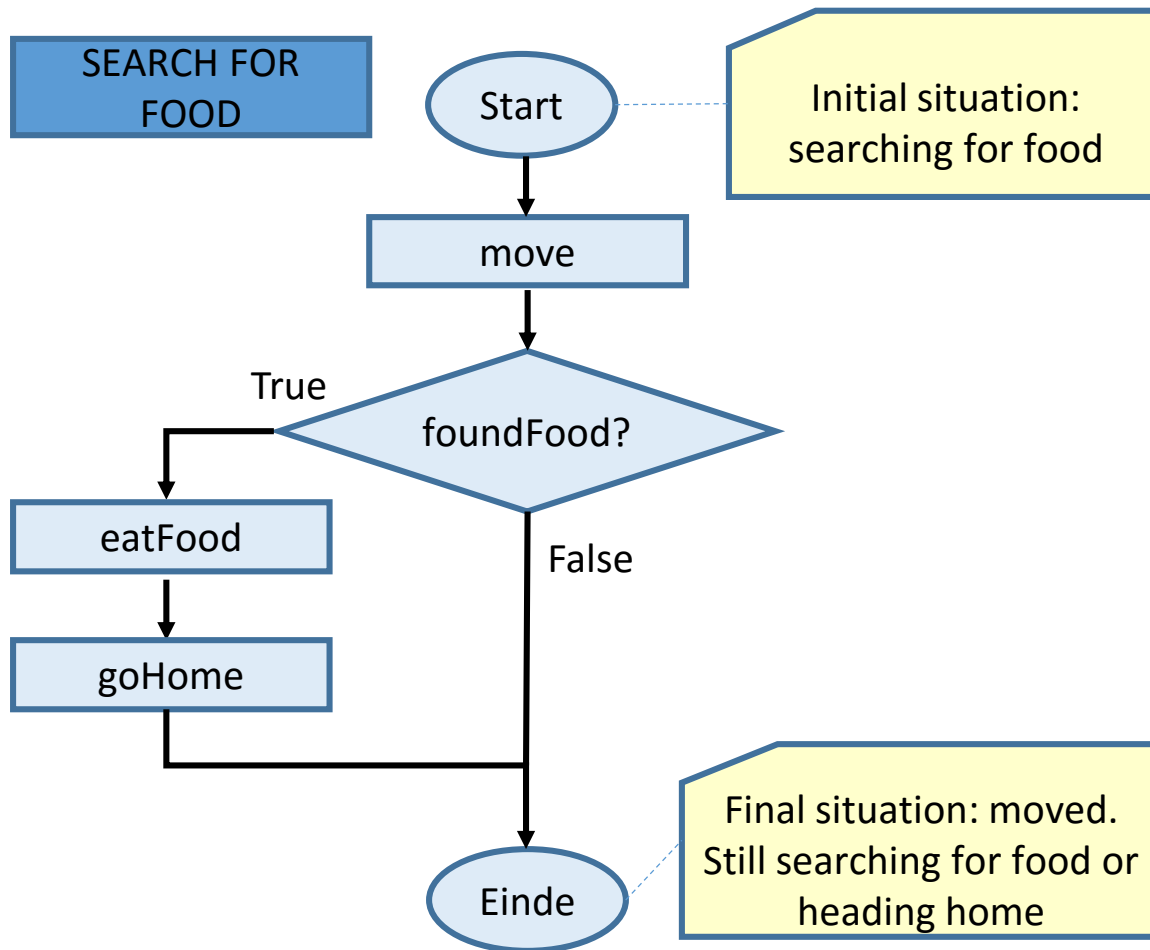 SEARCH FOR
FOOD
Start
Initial situation:
searching for food
move
True
foundFood?
eatFood
False
goHome
Final situation: moved.
Still searching for food or
heading home
Einde